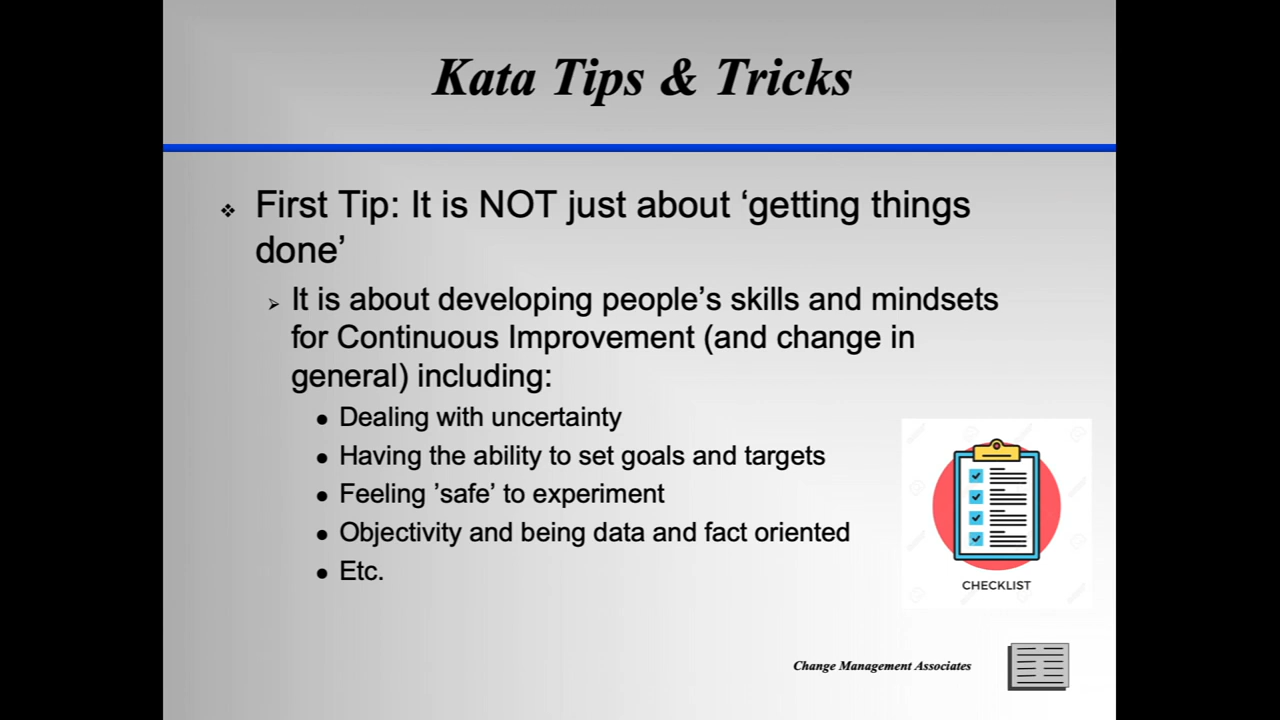 Kata Tips & Tricks
❖ First Tip: It is NOT just about ‘getting things
done’
➢ It is about developing people’s skills and mindsets
for Continuous Improvement (and change in
general) including:
● Dealing with uncertainty
● Having the ability to set goals and targets
● Feeling ’safe’ to experiment
● Objectivity and being data and fact oriented
● Etc.
CHECKLIST
Change Management Associates